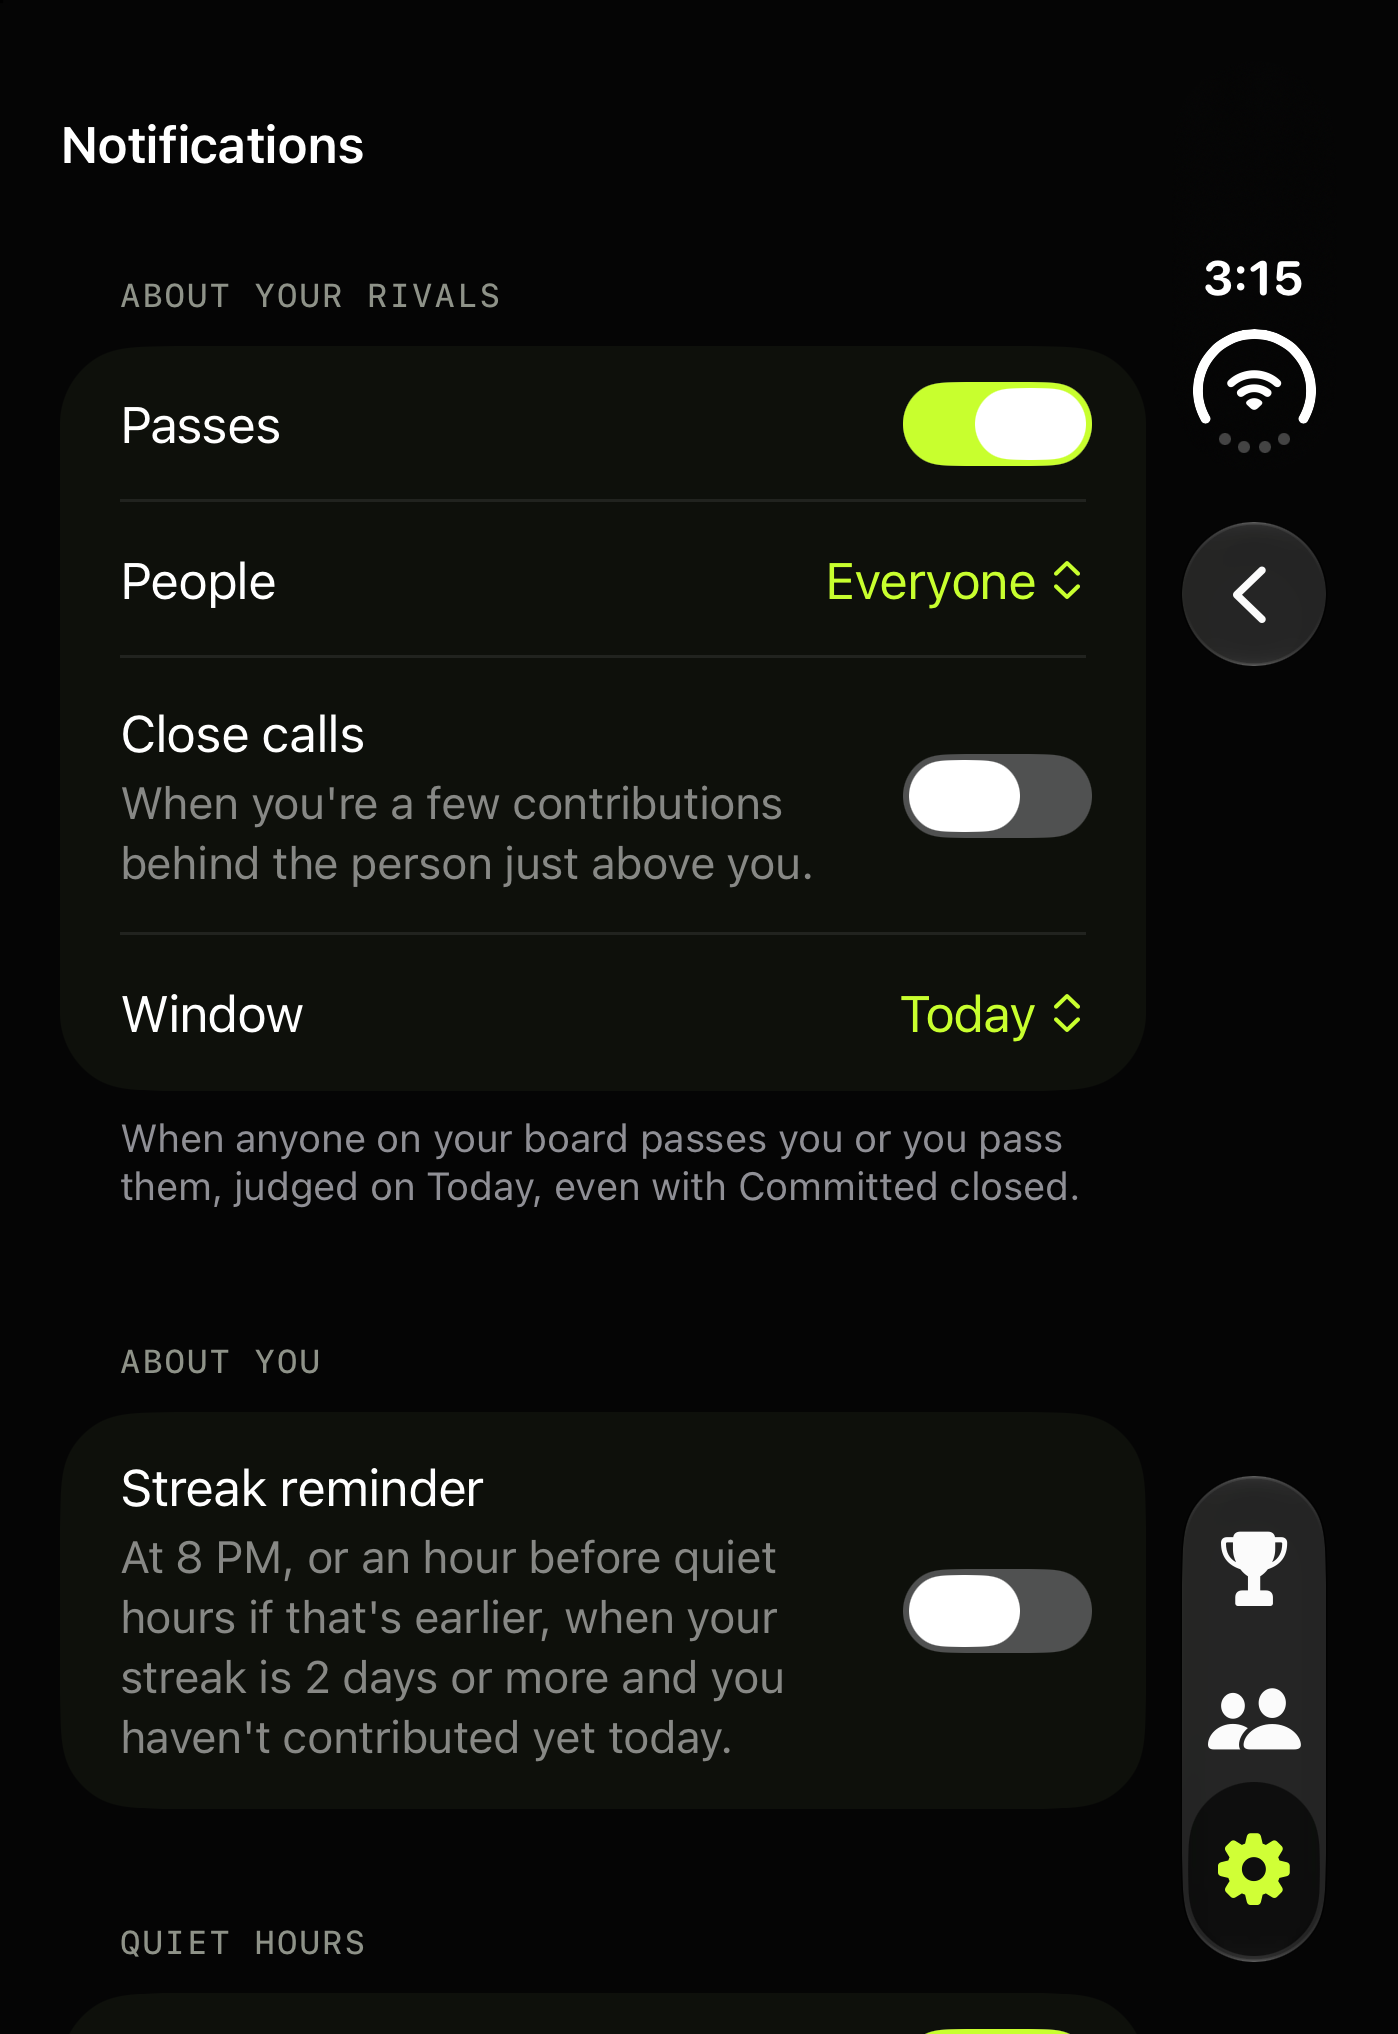 Notifications
3:15
ABOUT YOUR RIVALS
Passes
People
Everyone
Close calls
When you're a few contributions
behind the person just above you.
Window
Today
When anyone on your board passes you or you pass
them, judged on Today, even with Committed closed.
ABOUT YOU
Streak reminder
At 8 PM, or an hour before quiet
hours if that's earlier, when your
streak is 2 days or more and you
haven't contributed yet today.
QUIET HOURS